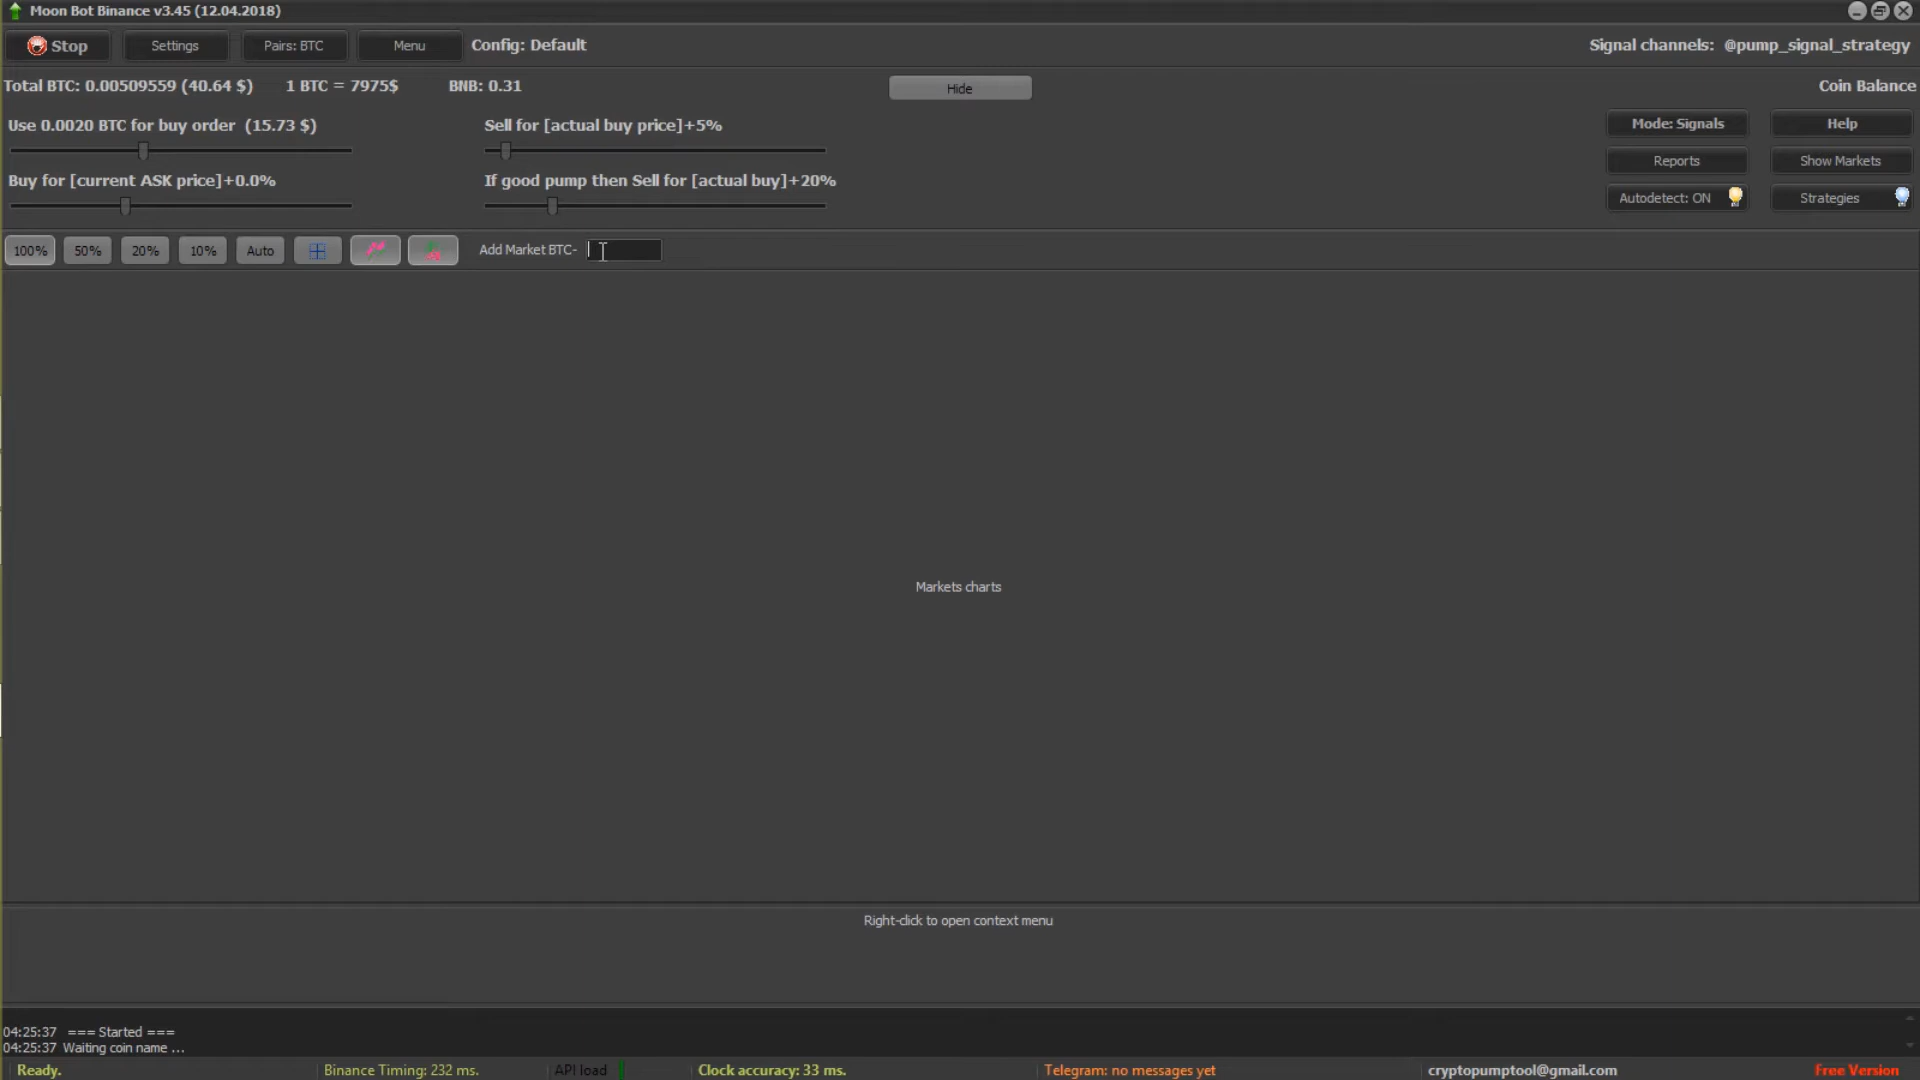 Moon Bot Binance v3.45 (12.04.2018)
Stop Settings Pairs: BTC Menu Config: Default Signal channels: @pump_signal_strategy
Total BTC: 0.00509559 (40.64 $) 1 BTC = 7975$ BNB: 0.31 Hide Coin Balance
Use 0.0020 BTC for buy order (15.73 $) Sell for [actual buy price]+5% Mode: Signals Help
Reports Show Markets
Buy for [current ASK price]+0.0% If good pump then Sell for [actual buy]+20%
Autodetect: ON Strategies
100% 50% 20% 10% Auto Add Market BTC-
Markets charts
Right-click to open context menu
04:25:37 === Started ===
04:25:37 Waiting coin name ...
Ready. Binance Timing: 232 ms. API load Clock accuracy: 33 ms. Telegram: no messages yet cryptopumptool@gmail.com Free Version